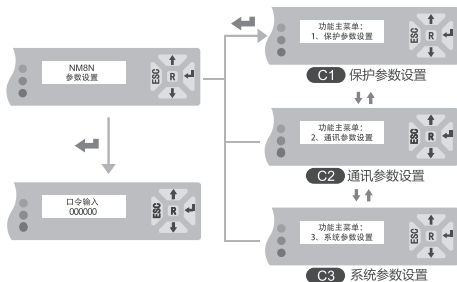 NM8N
参数设置
ESC
R
口令输入
000000
ESC
R
功能主菜单:
1、保护参数设置
ESC
R
C1 保护参数设置
功能主菜单:
2、通讯参数设置
ESC
R
C2 通讯参数设置
功能主菜单:
3、系统参数设置
ESC
R
C3 系统参数设置